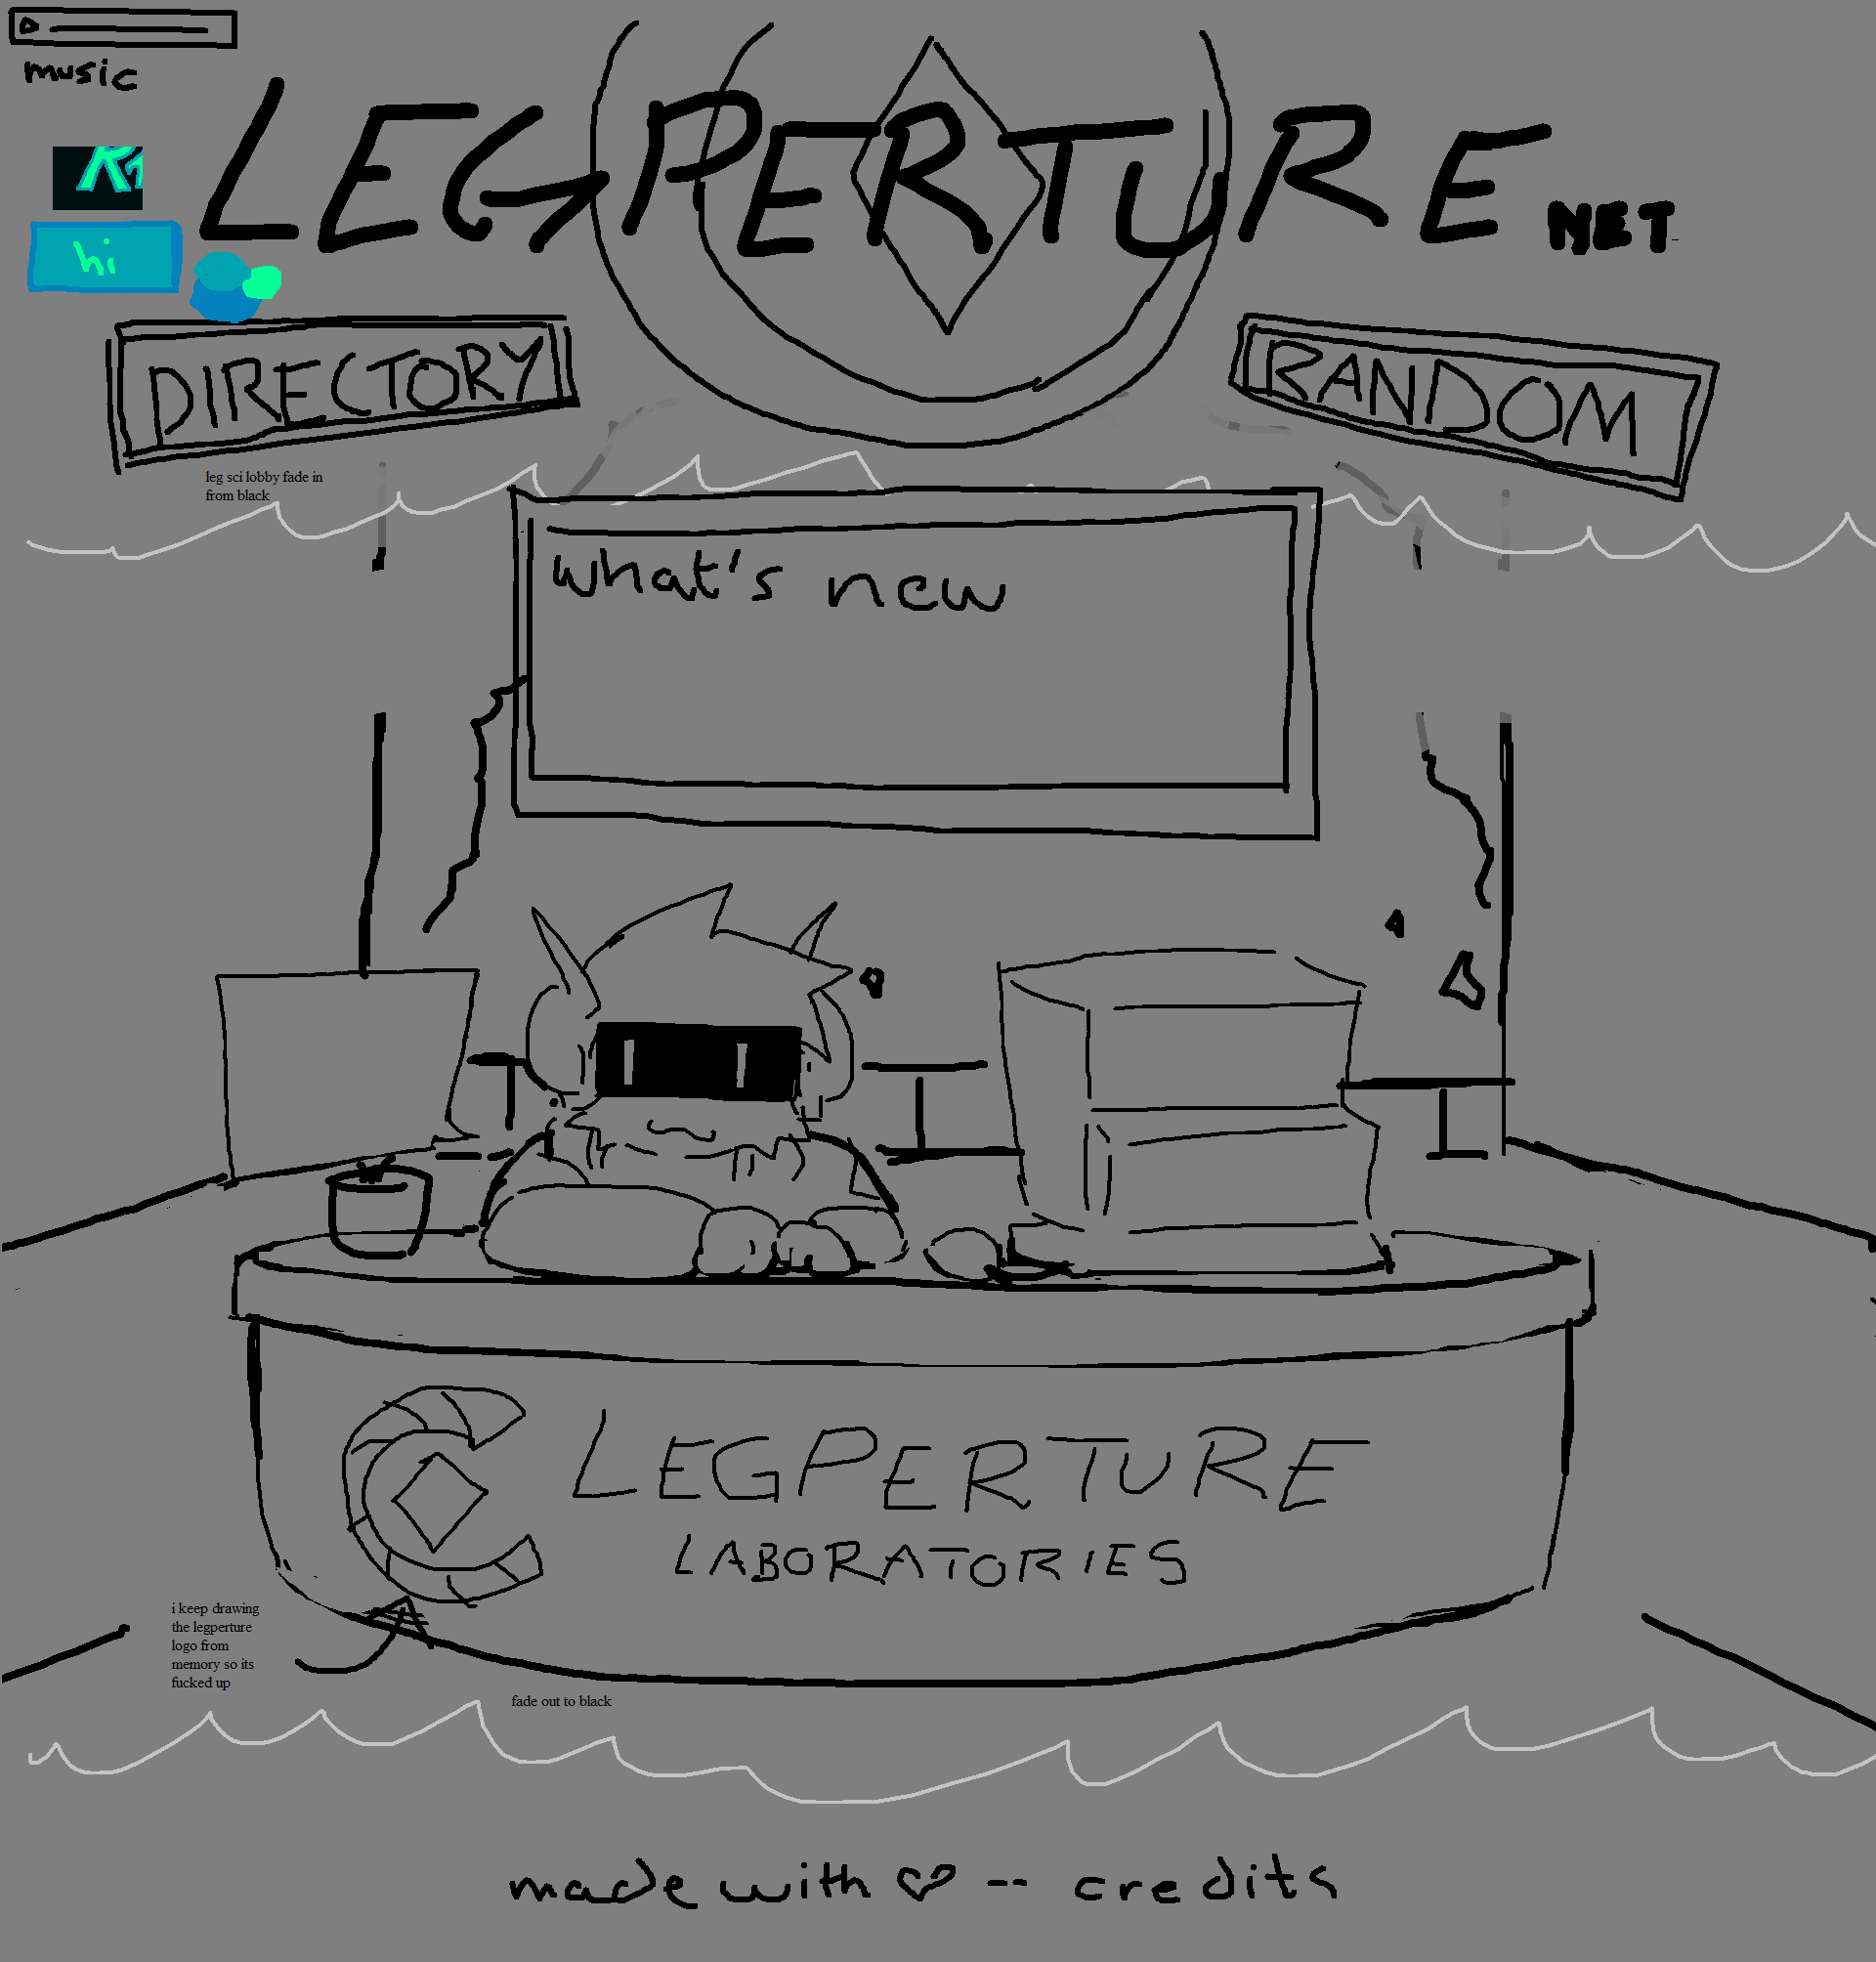 music
LEGPERTURE NET
hi
DIRECTORY
RANDOM
leg sci lobby fade in
from black
what's new
LEGPERTURE
LABORATORIES
i keep drawing
the legperture
logo from
memory so its
fucked up
fade out to black
made with ♡ -- credits